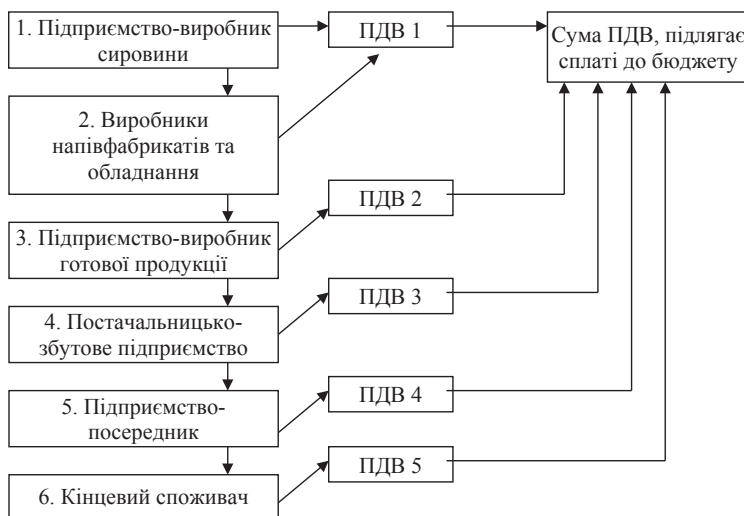 1. Підприємство-виробник
сировини
ПДВ 1
Сума ПДВ, підлягає
сплаті до бюджету
2. Виробники
напівфабрикатів та
обладнання
ПДВ 2
3. Підприємство-виробник
готової продукції
ПДВ 3
4. Постачальницько-
збутове підприємство
ПДВ 4
5. Підприємство-
посередник
ПДВ 5
6. Кінцевий споживач